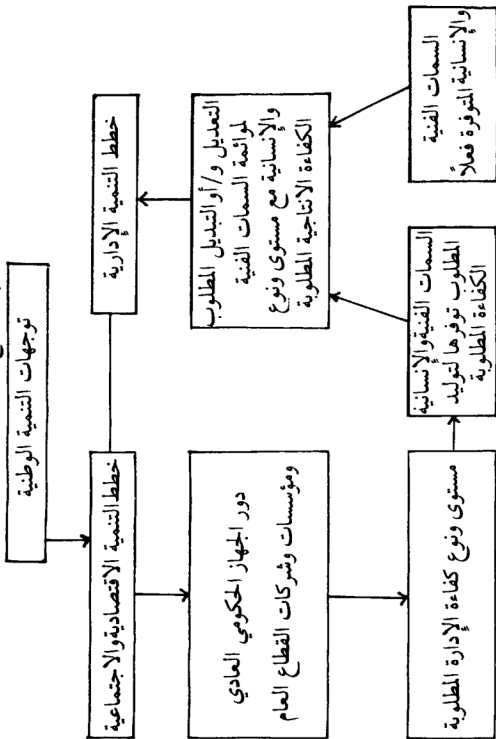 توجهات التنمية الوطنية
خطط التنمية الاقتصادية والاجتماعية
خطط التنمية الإدارية
دور الجهاز الحكومي العادي
ومؤسسات وشركات القطاع العام
التعديل و/أو التبديل المطلوب
لموائمة السمات الفنية
والإنسانية مع مستوى ونوع
الكفاءة الانتاجية المطلوبة
مستوى ونوع كفاءة الإدارة المطلوبة
السمات الفنية والإنسانية
المطلوب توفرها لتوليد
الكفاءة المطلوبة
السمات الفنية
والإنسانية المتوفرة فعلاً